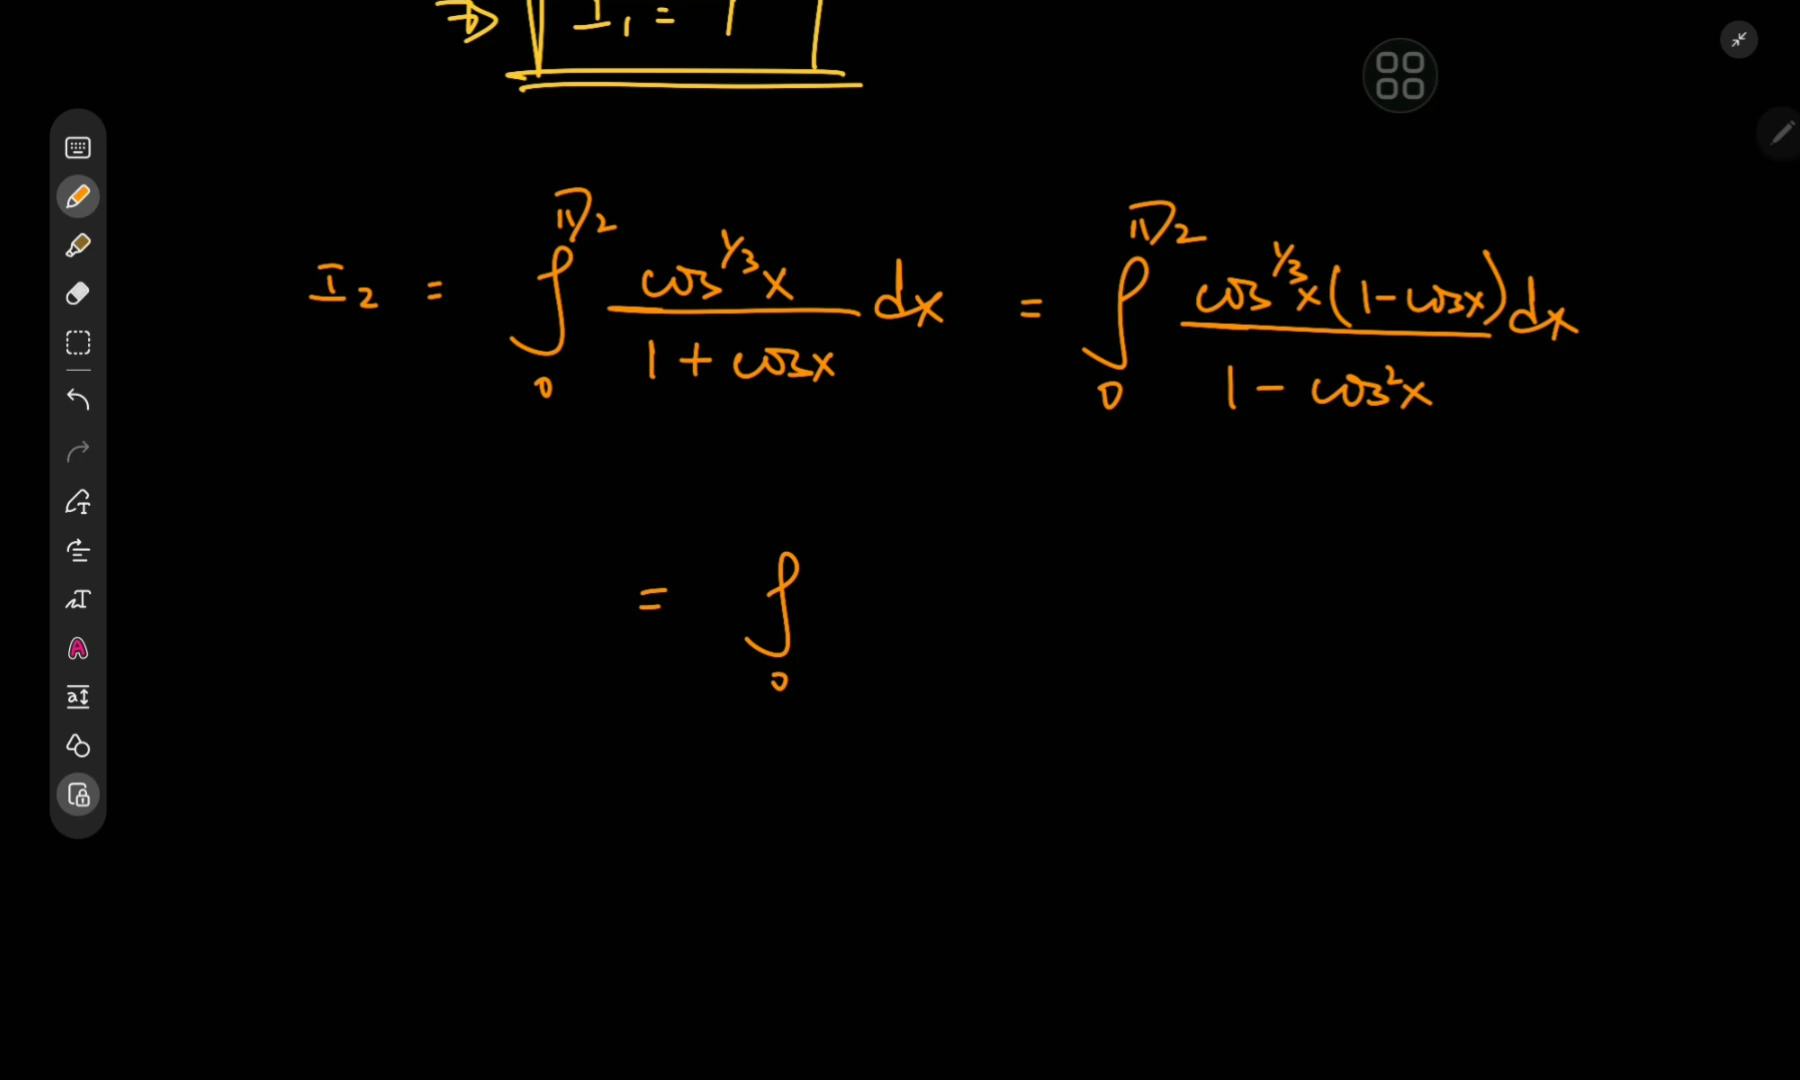 ⇒ I₁ = 1
I₂ = ∫₀^{π/2} cos^{1/3}x / (1 + cosx) dx = ∫₀^{π/2} cos^{1/3}x (1 - cosx) / (1 - cos²x) dx
= ∫₀